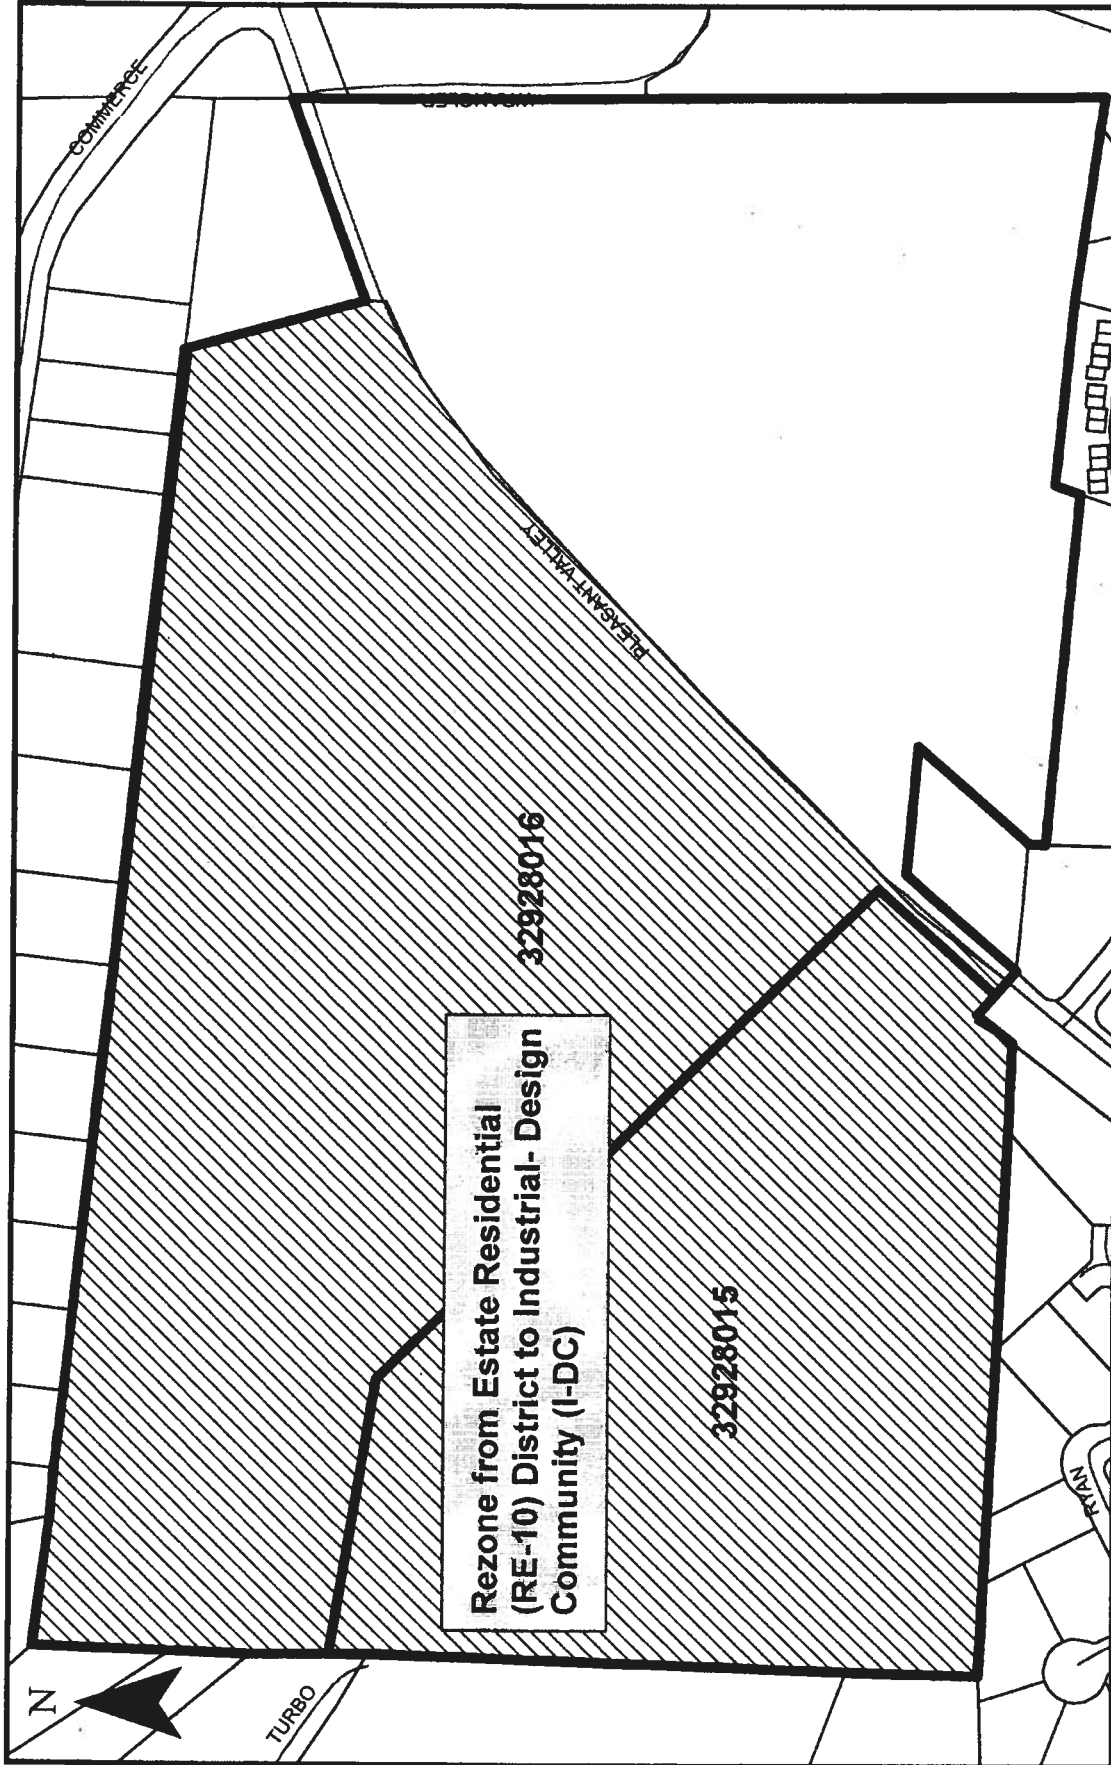 N
COMMERCE
WRANGLER
TURBO
PLEASANT VALLEY
32928016
Rezone from Estate Residential
(RE-10) District to Industrial- Design
Community (I-DC)
32928015
RYAN